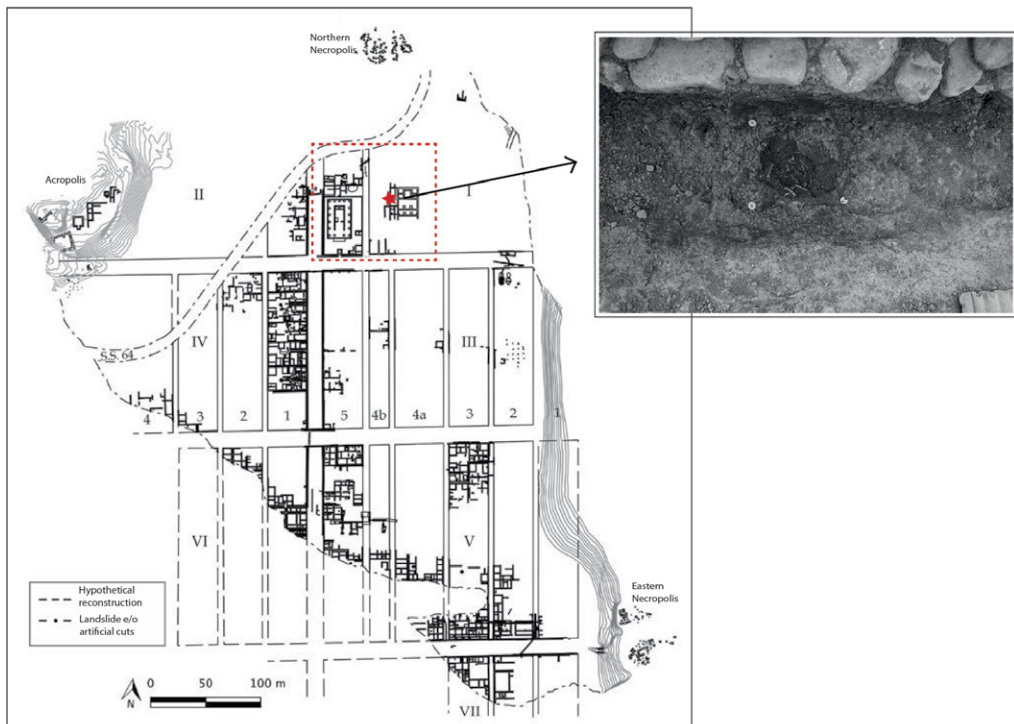 Northern
Necropolis
Acropolis
II
I
S.S. 64
IV
III
4
3
2
1
5
4b
4a
3
2
1
VI
V
Hypothetical
reconstruction
Landslide e/o
artificial cuts
Eastern
Necropolis
N
0
50
100 m
VII